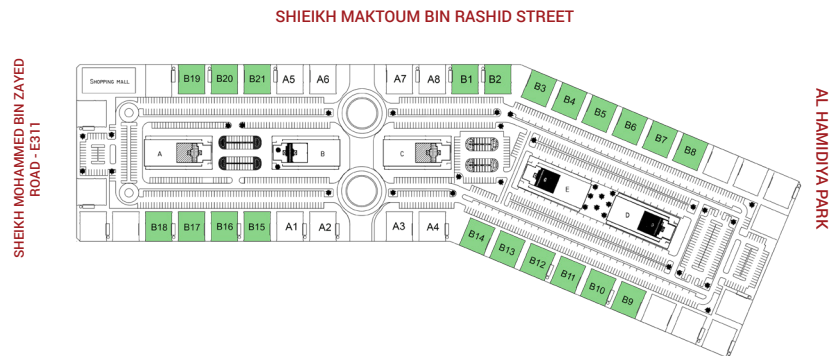 SHIEIKH MAKTOUM BIN RASHID STREET
SHEIKH MOHAMMED BIN ZAYED
ROAD - E311
AL HAMIDIYA PARK
SHOPPING MALL
B19 B20 B21 A5 A6 A7 A8 B1 B2
B3 B4 B5 B6 B7 B8
A B C
E D
B18 B17 B16 B15 A1 A2 A3 A4
B14 B13 B12 B11 B10 B9